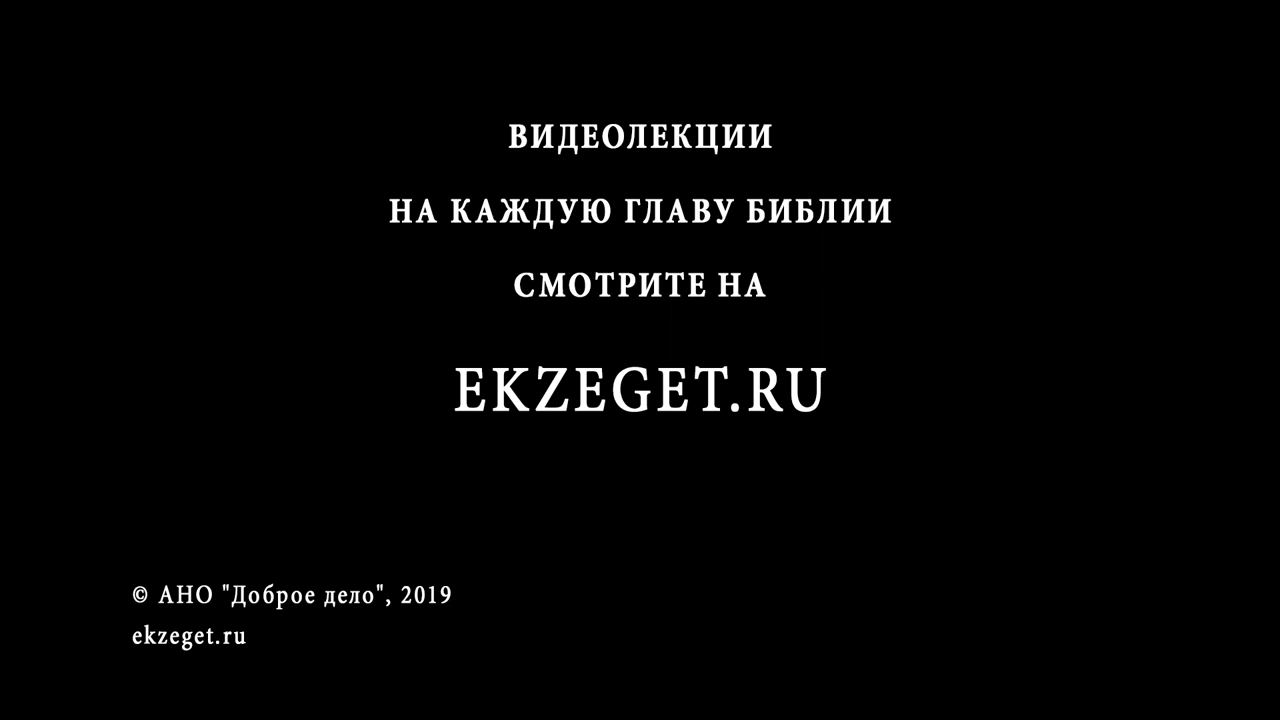 ВИДЕОЛЕКЦИИ
НА КАЖДУЮ ГЛАВУ БИБЛИИ
СМОТРИТЕ НА
EKZEGET.RU
© АНО "Доброе дело", 2019
ekzeget.ru